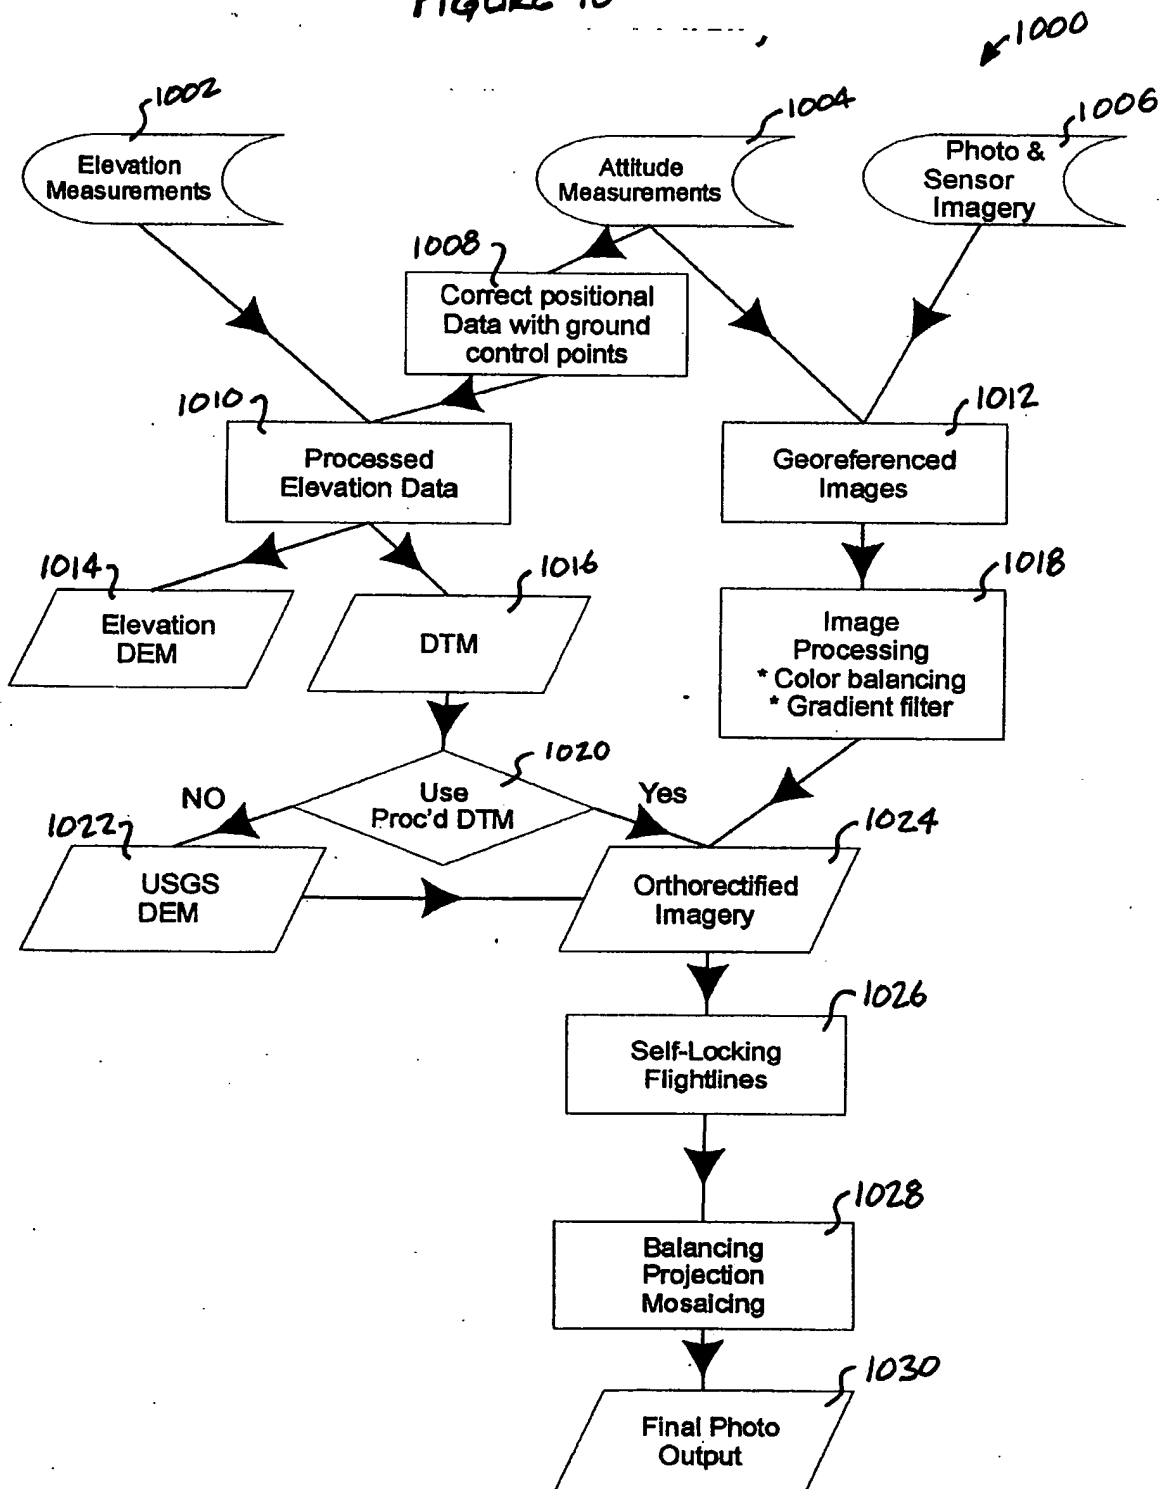 FIGURE 10
1000
1002
1004
1006
Elevation
Measurements
Attitude
Measurements
Photo &
Sensor
Imagery
1008
Correct positional
Data with ground
control points
1010
1012
Processed
Elevation Data
Georeferenced
Images
1014
1016
1018
Elevation
DEM
DTM
Image
Processing
* Color balancing
* Gradient filter
1020
Use
Proc'd DTM
NO
Yes
1022
1024
USGS
DEM
Orthorectified
Imagery
1026
Self-Locking
Flightlines
1028
Balancing
Projection
Mosaicing
1030
Final Photo
Output